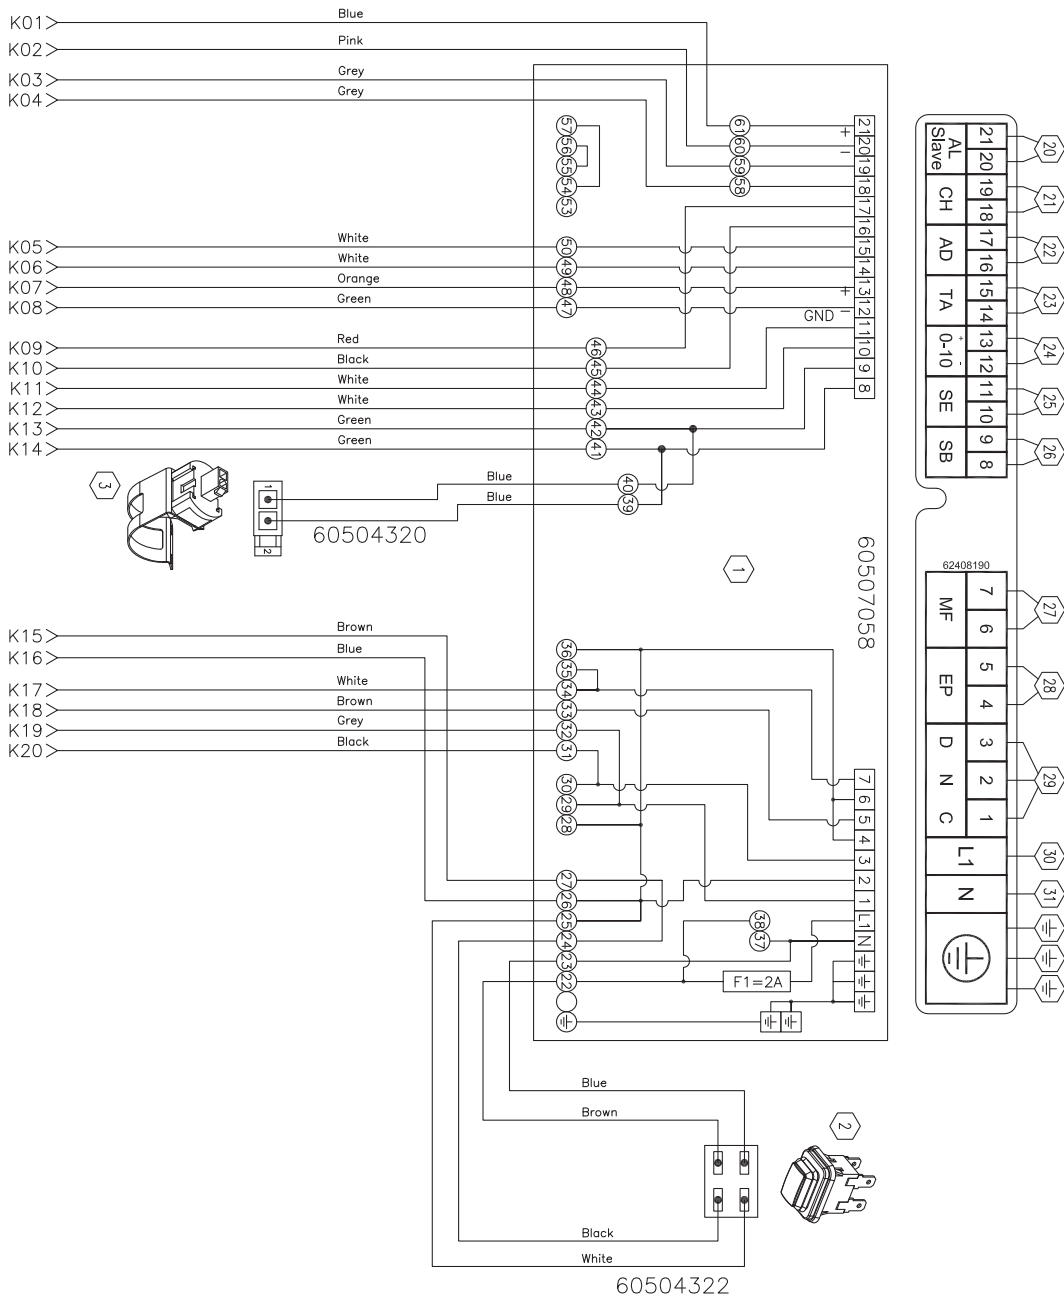 K01 Blue
K02 Pink
K03 Grey
K04 Grey
57
56
55
54
53
61
60
59
58
21 +
20 −
19
18
17
16
15
14
13 +
12 −
GND
11
10
9
8
K05 White 50
K06 White 49
K07 Orange 48
K08 Green 47
K09 Red 46
K10 Black 45
K11 White 44
K12 White 43
K13 Green 42
K14 Green 41
3
Blue 40
Blue 39
1
2
60504320
1
60507058
K15 Brown
K16 Blue
K17 White
K18 Brown
K19 Grey
K20 Black
36
35
34
33
32
31
30
29
28
27
26
25
24
23
22
38
37
F1=2A
7
6
5
4
3
2
1
L1
N
Blue
Brown
Black
White
60504322
2
AL Slave 21 20
CH 19 18
AD 17 16
TA 15 14
0-10 + - 13 12
SE 11 10
SB 9 8
62408190
MF 7 6
EP 5 4
D 3
N 2
C 1
L1
N
20
21
22
23
24
25
26
27
28
29
30
31